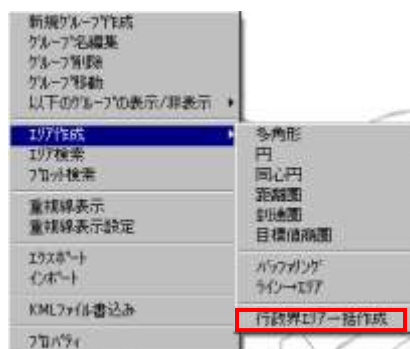 新規グループ作成
グループ名編集
グループ削除
グループ移動
以下のグループの表示/非表示
エリア作成
エリア検索
プロット検索
重複線表示
重複線表示設定
エクスポート
インポート
KMLファイル書込み
プロパティ
多角形
円
同心円
距離圏
到達圏
目標値商圏
バッファリング
ライン→エリア
行政界エリア一括作成